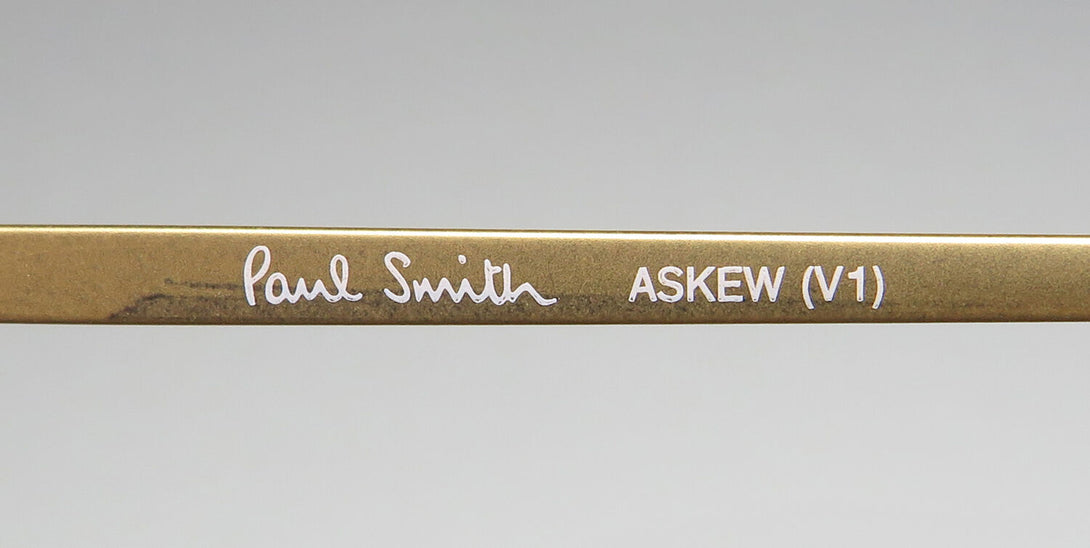 Paul Smith ASKEW (V1)